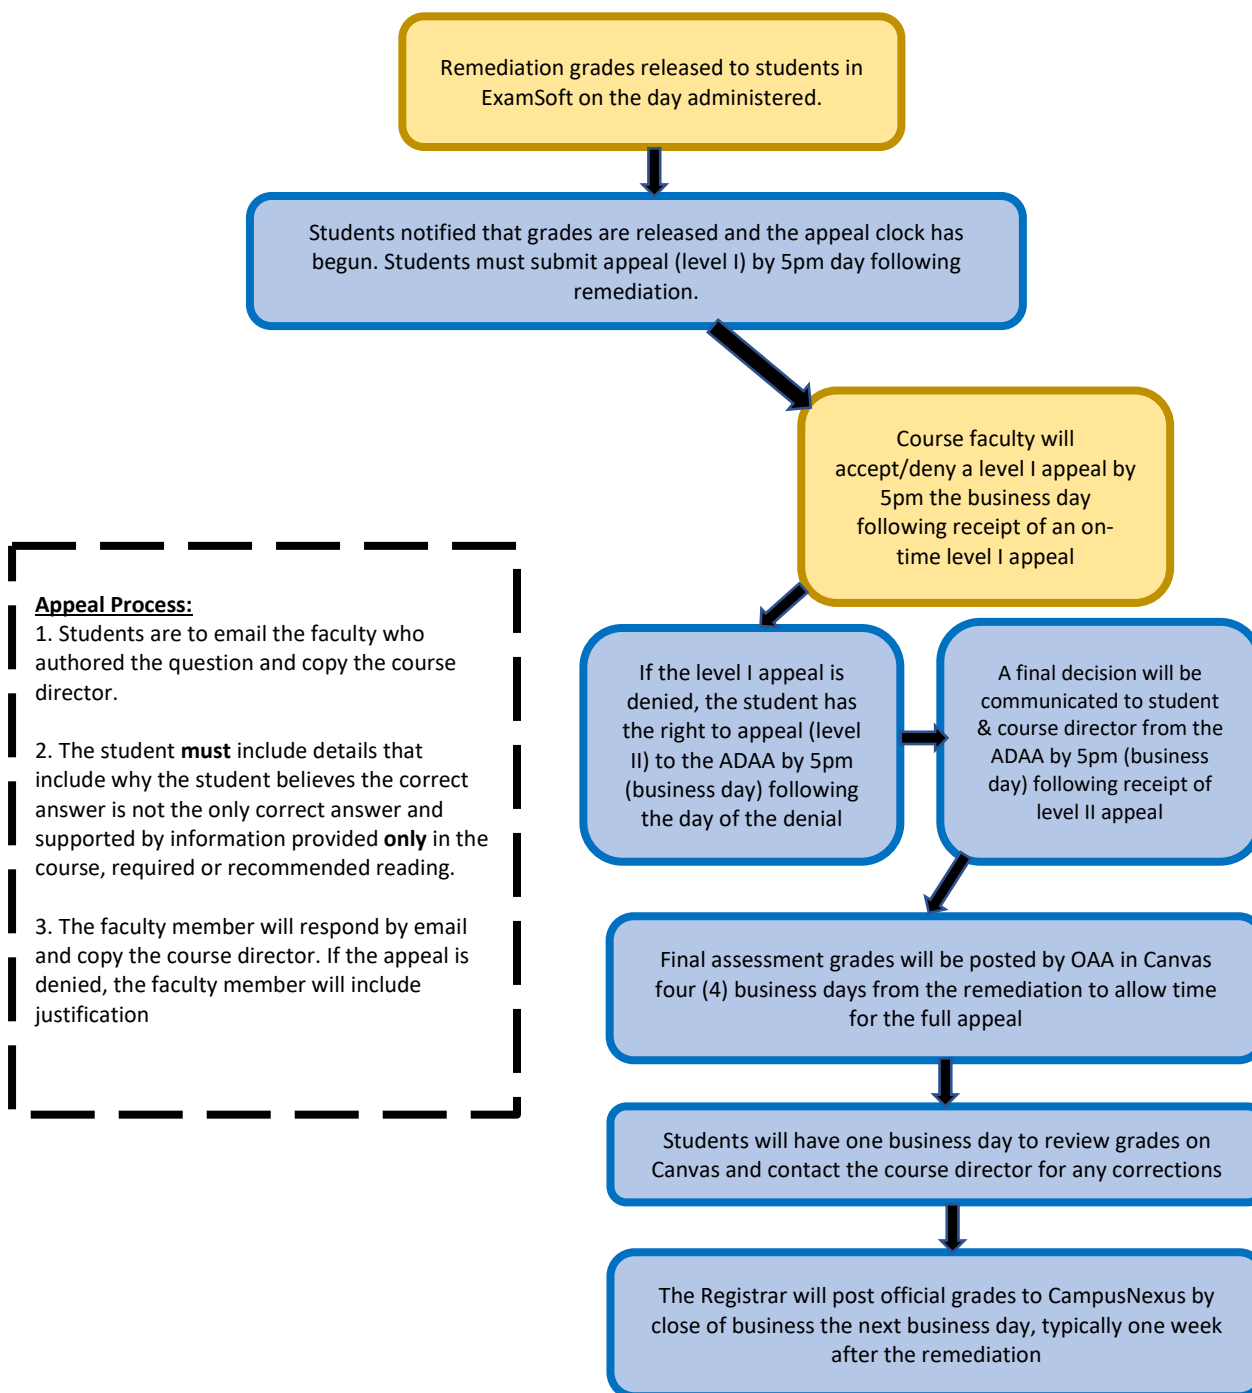 Remediation grades released to students in
ExamSoft on the day administered.
Students notified that grades are released and the appeal clock has
begun. Students must submit appeal (level I) by 5pm day following
remediation.
Course faculty will
accept/deny a level I appeal by
5pm the business day
following receipt of an on-
time level I appeal
Appeal Process:
1. Students are to email the faculty who
authored the question and copy the course
director.
2. The student must include details that
include why the student believes the correct
answer is not the only correct answer and
supported by information provided only in the
course, required or recommended reading.
3. The faculty member will respond by email
and copy the course director. If the appeal is
denied, the faculty member will include
justification
If the level I appeal is
denied, the student has
the right to appeal (level
II) to the ADAA by 5pm
(business day) following
the day of the denial
A final decision will be
communicated to student
& course director from the
ADAA by 5pm (business
day) following receipt of
level II appeal
Final assessment grades will be posted by OAA in Canvas
four (4) business days from the remediation to allow time
for the full appeal
Students will have one business day to review grades on
Canvas and contact the course director for any corrections
The Registrar will post official grades to CampusNexus by
close of business the next business day, typically one week
after the remediation